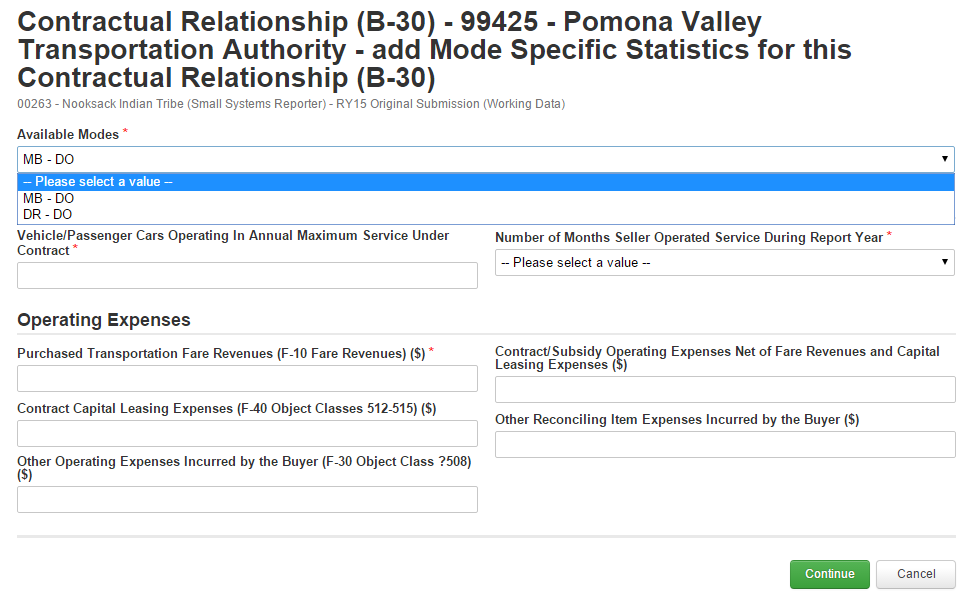 Contractual Relationship (B-30) - 99425 - Pomona Valley
Transportation Authority - add Mode Specific Statistics for this
Contractual Relationship (B-30)
00263 - Nooksack Indian Tribe (Small Systems Reporter) - RY15 Original Submission (Working Data)
Available Modes *
MB - DO
-- Please select a value --
MB - DO
DR - DO
Vehicle/Passenger Cars Operating In Annual Maximum Service Under
Contract *
Number of Months Seller Operated Service During Report Year *
-- Please select a value --
Operating Expenses
Purchased Transportation Fare Revenues (F-10 Fare Revenues) ($) *
Contract/Subsidy Operating Expenses Net of Fare Revenues and Capital
Leasing Expenses ($)
Contract Capital Leasing Expenses (F-40 Object Classes 512-515) ($)
Other Reconciling Item Expenses Incurred by the Buyer ($)
Other Operating Expenses Incurred by the Buyer (F-30 Object Class ?508)
($)
Continue
Cancel